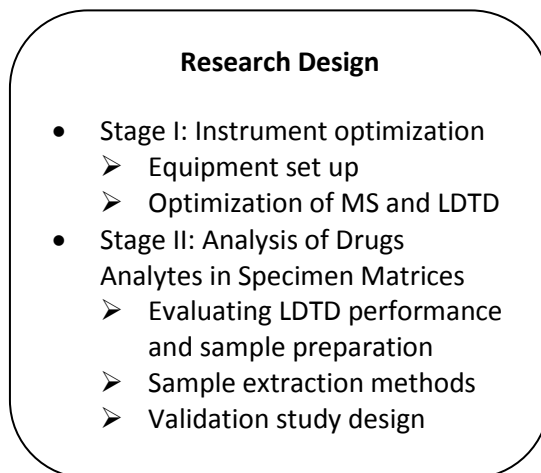 Research Design
• Stage I: Instrument optimization
➢ Equipment set up
➢ Optimization of MS and LDTD
• Stage II: Analysis of Drugs
Analytes in Specimen Matrices
➢ Evaluating LDTD performance
and sample preparation
➢ Sample extraction methods
➢ Validation study design